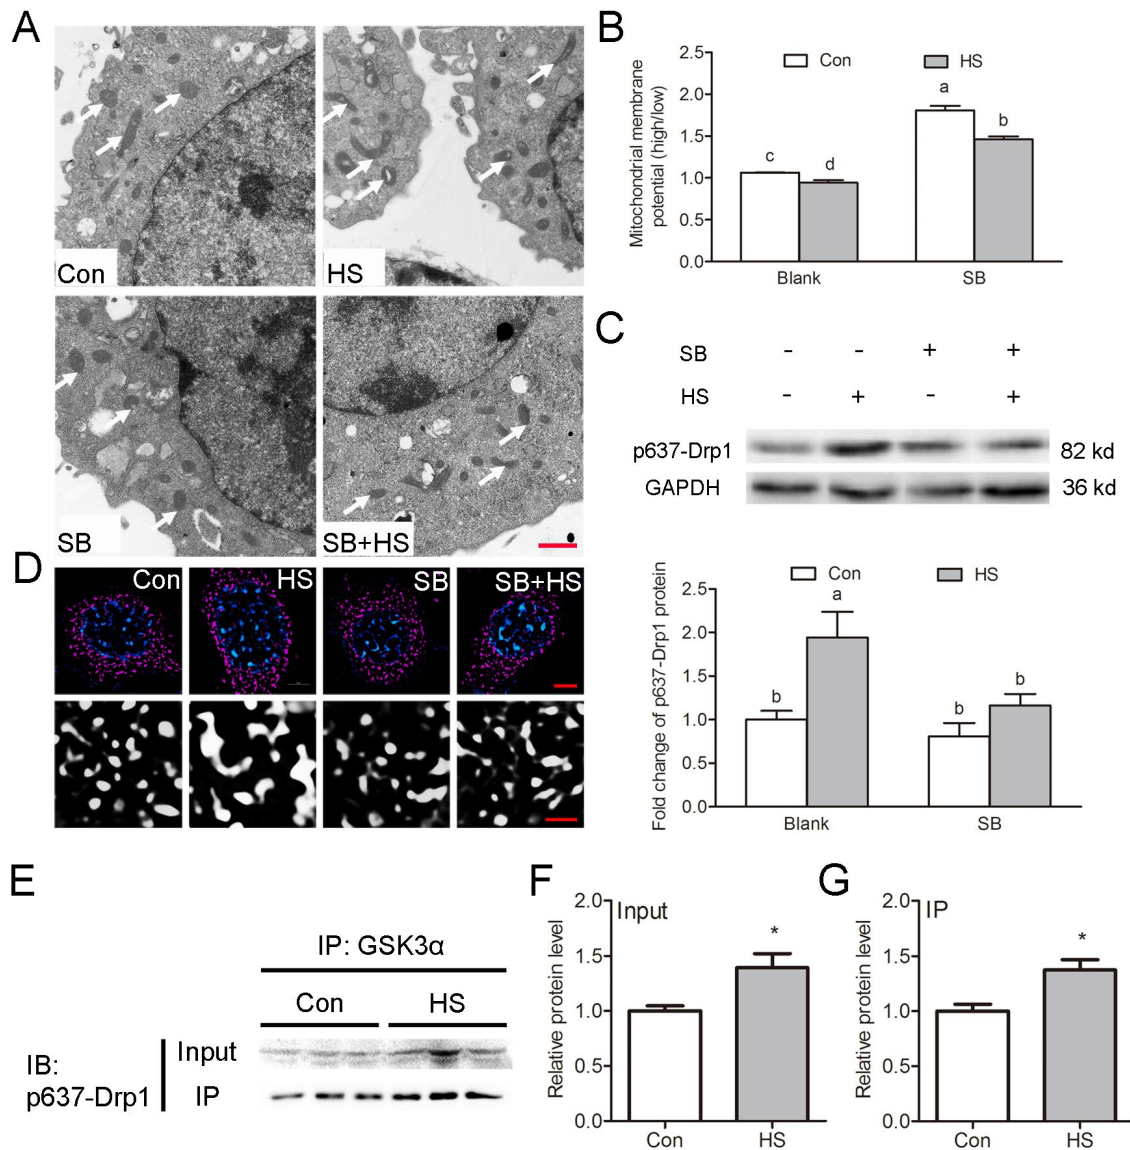 A
Con
HS
SB
SB+HS
B
Mitochondrial membrane
potential (high/low)
2.5
2.0
1.5
1.0
0.5
0.0
Con
HS
c
d
a
b
Blank
SB
C
SB - - + +
HS - + - +
p637-Drp1
82 kd
GAPDH
36 kd
Fold change of p637-Drp1 protein
2.5
2.0
1.5
1.0
0.5
0.0
Con
HS
b
a
b
b
Blank
SB
D
Con
HS
SB
SB+HS
E
IP: GSK3α
Con
HS
IB:
p637-Drp1
Input
IP
F
Relative protein level
2.0
1.5
1.0
0.5
0.0
Input
*
Con
HS
G
Relative protein level
2.0
1.5
1.0
0.5
0.0
IP
*
Con
HS